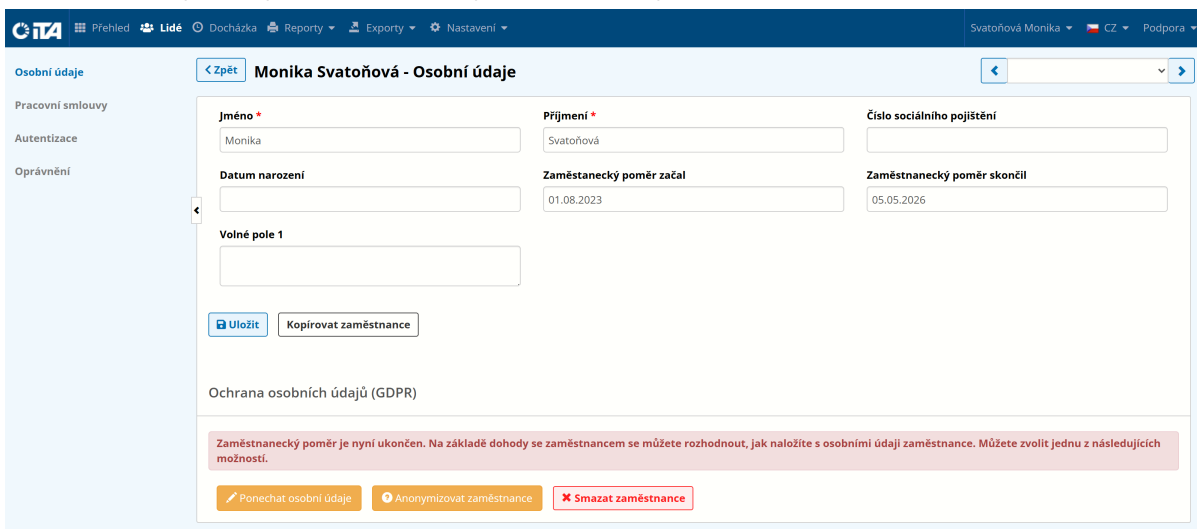 iTA Přehled Lidé Docházka Reporty Exporty Nastavení Svatoňová Monika CZ Podpora
Osobní údaje
Pracovní smlouvy
Autentizace
Oprávnění
Zpět Monika Svatoňová - Osobní údaje
Jméno * Příjmení * Číslo sociálního pojištění
Monika Svatoňová
Datum narození Zaměstanecký poměr začal Zaměstnanecký poměr skončil
01.08.2023 05.05.2026
Volné pole 1
Uložit Kopírovat zaměstnance
Ochrana osobních údajů (GDPR)
Zaměstnanecký poměr je nyní ukončen. Na základě dohody se zaměstnancem se můžete rozhodnout, jak naložíte s osobními údaji zaměstnance. Můžete zvolit jednu z následujících
možností.
Ponechat osobní údaje Anonymizovat zaměstnance Smazat zaměstnance